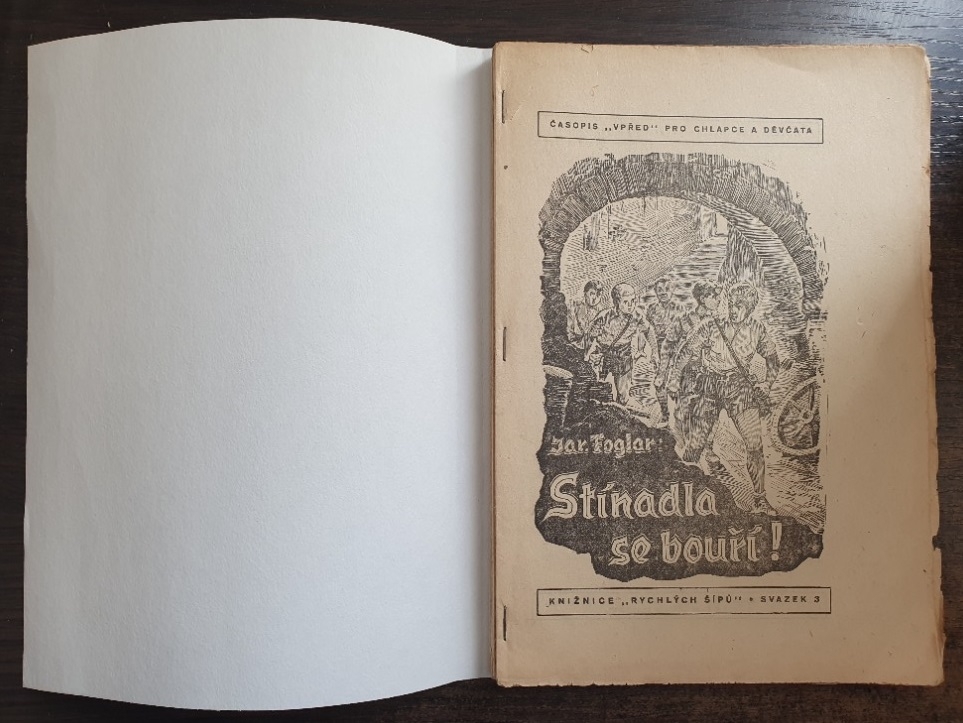 ČASOPIS „VPŘED" PRO CHLAPCE A DĚVČATA
Jar. Foglar:
Stínadla
se bouří!
KNIŽNICE „RYCHLÝCH ŠÍPŮ" • SVAZEK 3